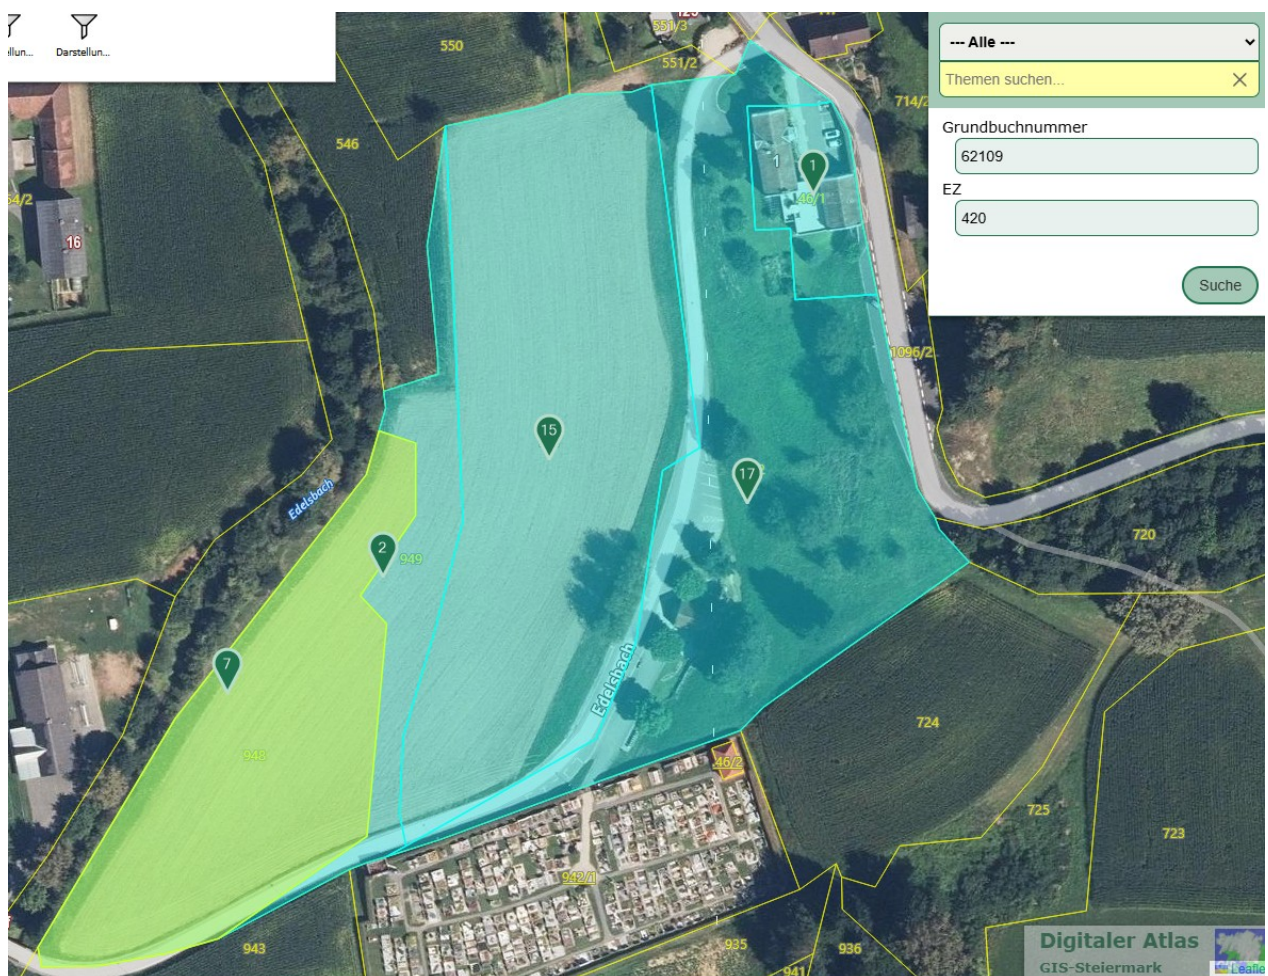 Darstellun...
--- Alle ---
Themen suchen...
Grundbuchnummer
62109
EZ
420
Suche
550
551/3
551/2
546
714/2
16
1
1
.46/1
1096/2
15
17
Edelsbach
2
949
7
948
720
Edelsbach
724
.46/2
725
723
942/1
943
935
936
941
Digitaler Atlas
GIS-Steiermark